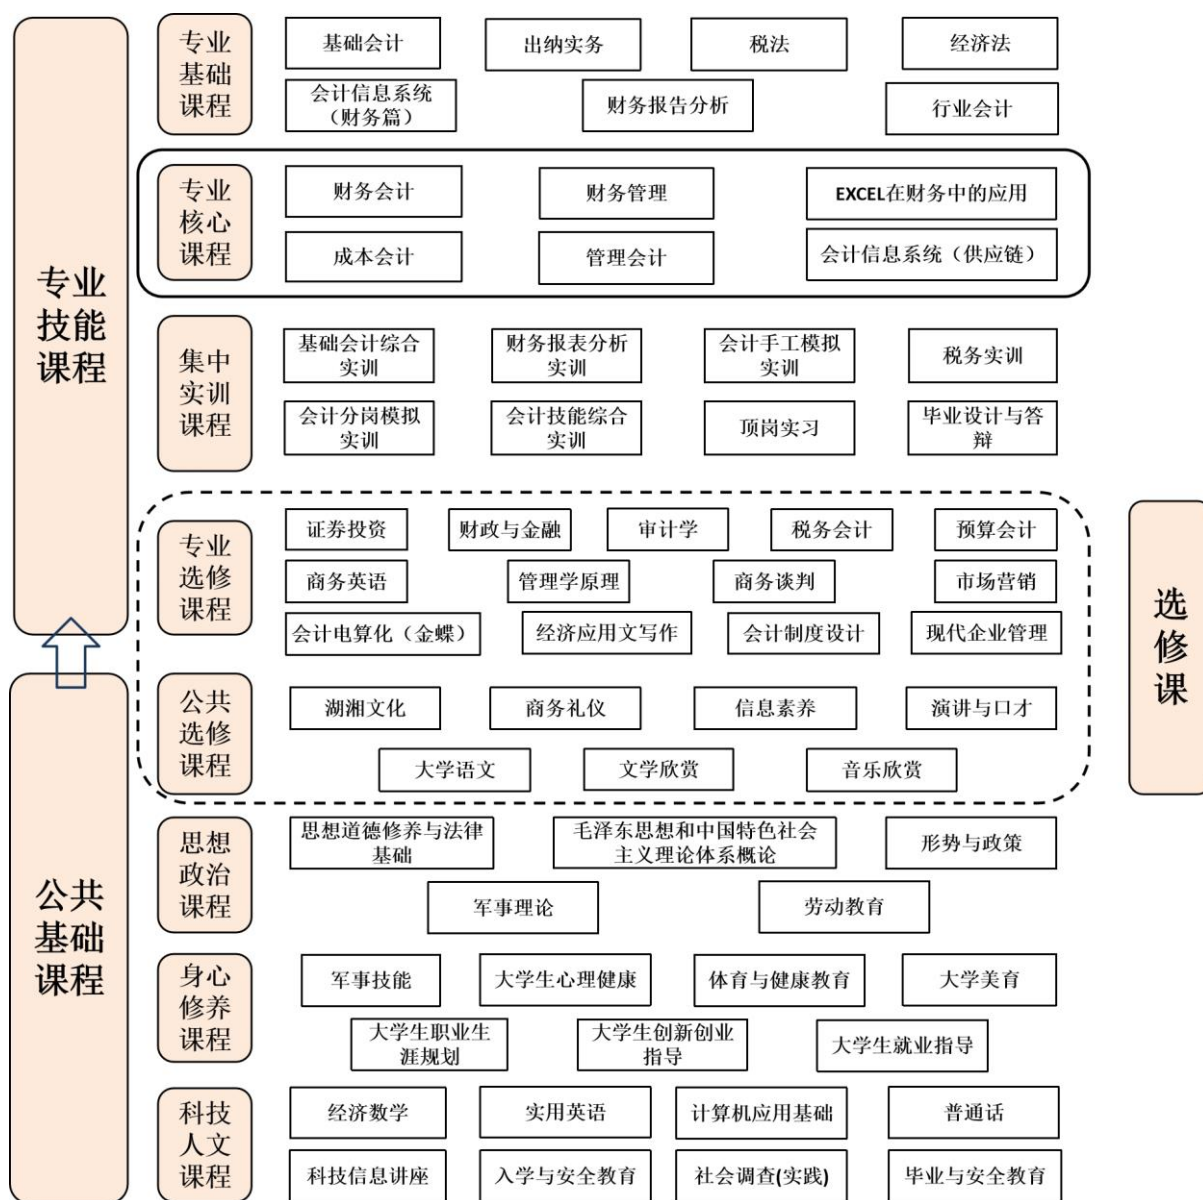 专业
技能
课程
专业
基础
课程
基础会计
出纳实务
税法
经济法
会计信息系统
（财务篇）
财务报告分析
行业会计
专业
核心
课程
财务会计
财务管理
EXCEL在财务中的应用
成本会计
管理会计
会计信息系统（供应链）
集中
实训
课程
基础会计综合
实训
财务报表分析
实训
会计手工模拟
实训
税务实训
会计分岗模拟
实训
会计技能综合
实训
顶岗实习
毕业设计与答
辩
专业
选修
课程
证券投资
财政与金融
审计学
税务会计
预算会计
商务英语
管理学原理
商务谈判
市场营销
会计电算化（金蝶）
经济应用文写作
会计制度设计
现代企业管理
选
修
课
公共
基础
课程
公共
选修
课程
湖湘文化
商务礼仪
信息素养
演讲与口才
大学语文
文学欣赏
音乐欣赏
思想
政治
课程
思想道德修养与法律
基础
毛泽东思想和中国特色社会
主义理论体系概论
形势与政策
军事理论
劳动教育
身心
修养
课程
军事技能
大学生心理健康
体育与健康教育
大学美育
大学生职业生
涯规划
大学生创新创业
指导
大学生就业指导
科技
人文
课程
经济数学
实用英语
计算机应用基础
普通话
科技信息讲座
入学与安全教育
社会调查(实践)
毕业与安全教育